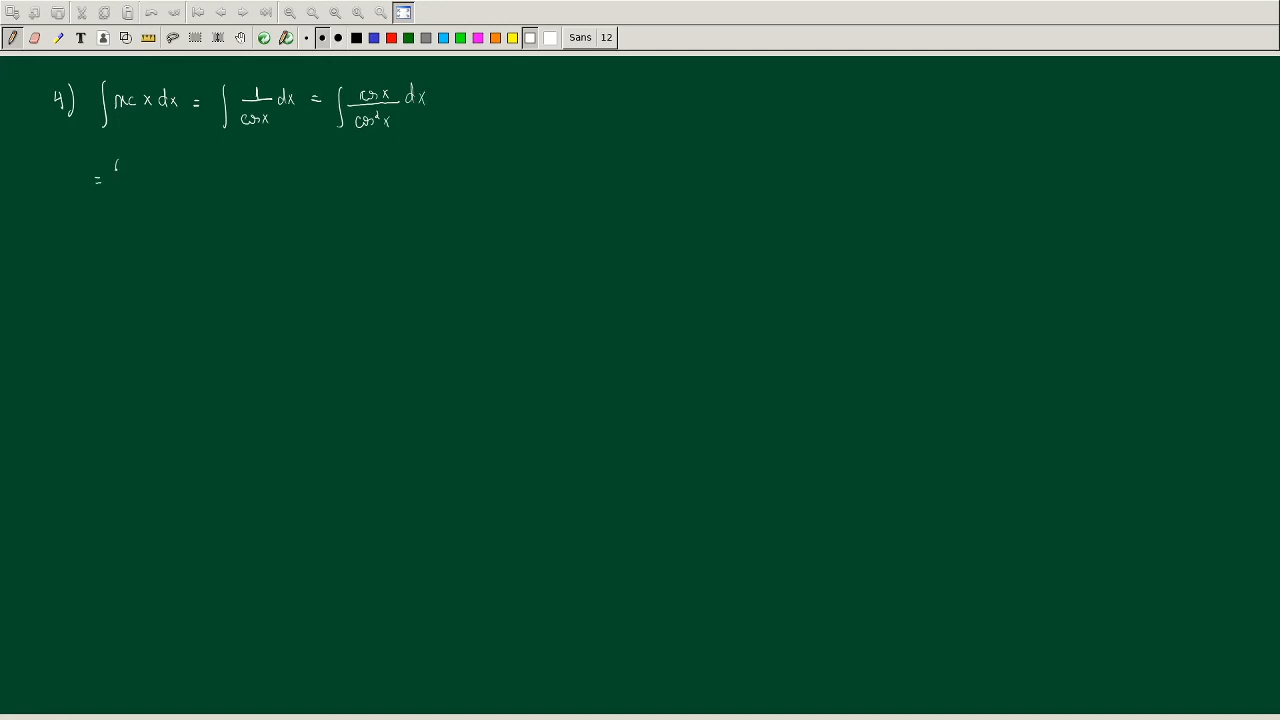 Sans 12
4) ∫ sec x dx = ∫ 1/cos x dx = ∫ cos x/cos² x dx
=